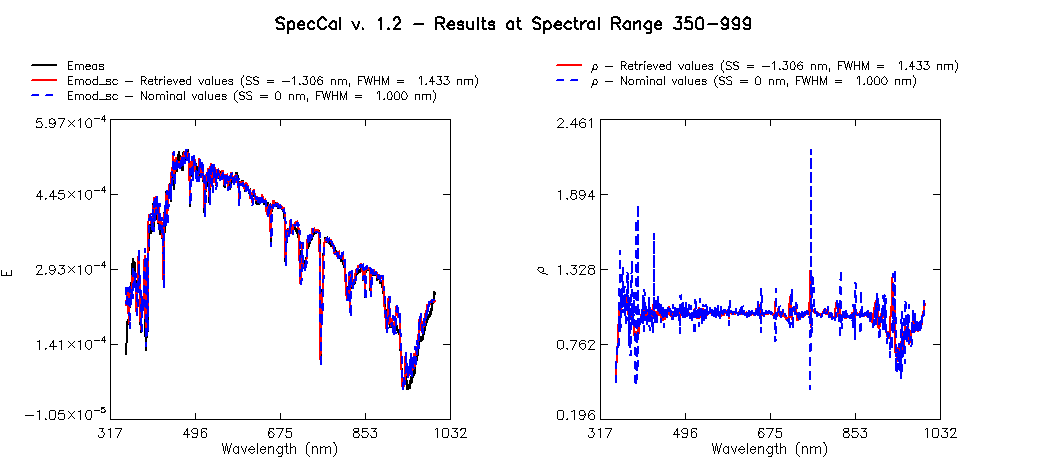 SpecCal v. 1.2 - Results at Spectral Range 350-999
Emeas
Emod_sc - Retrieved values (SS = -1.306 nm, FWHM = 1.433 nm)
Emod_sc - Nominal values (SS = 0 nm, FWHM = 1.000 nm)
5.97×10⁻⁴
4.45×10⁻⁴
2.93×10⁻⁴
1.41×10⁻⁴
-1.05×10⁻⁵
E
317 496 675 853 1032
Wavelength (nm)
ρ - Retrieved values (SS = -1.306 nm, FWHM = 1.433 nm)
ρ - Nominal values (SS = 0 nm, FWHM = 1.000 nm)
2.461
1.894
1.328
0.762
0.196
ρ
317 496 675 853 1032
Wavelength (nm)